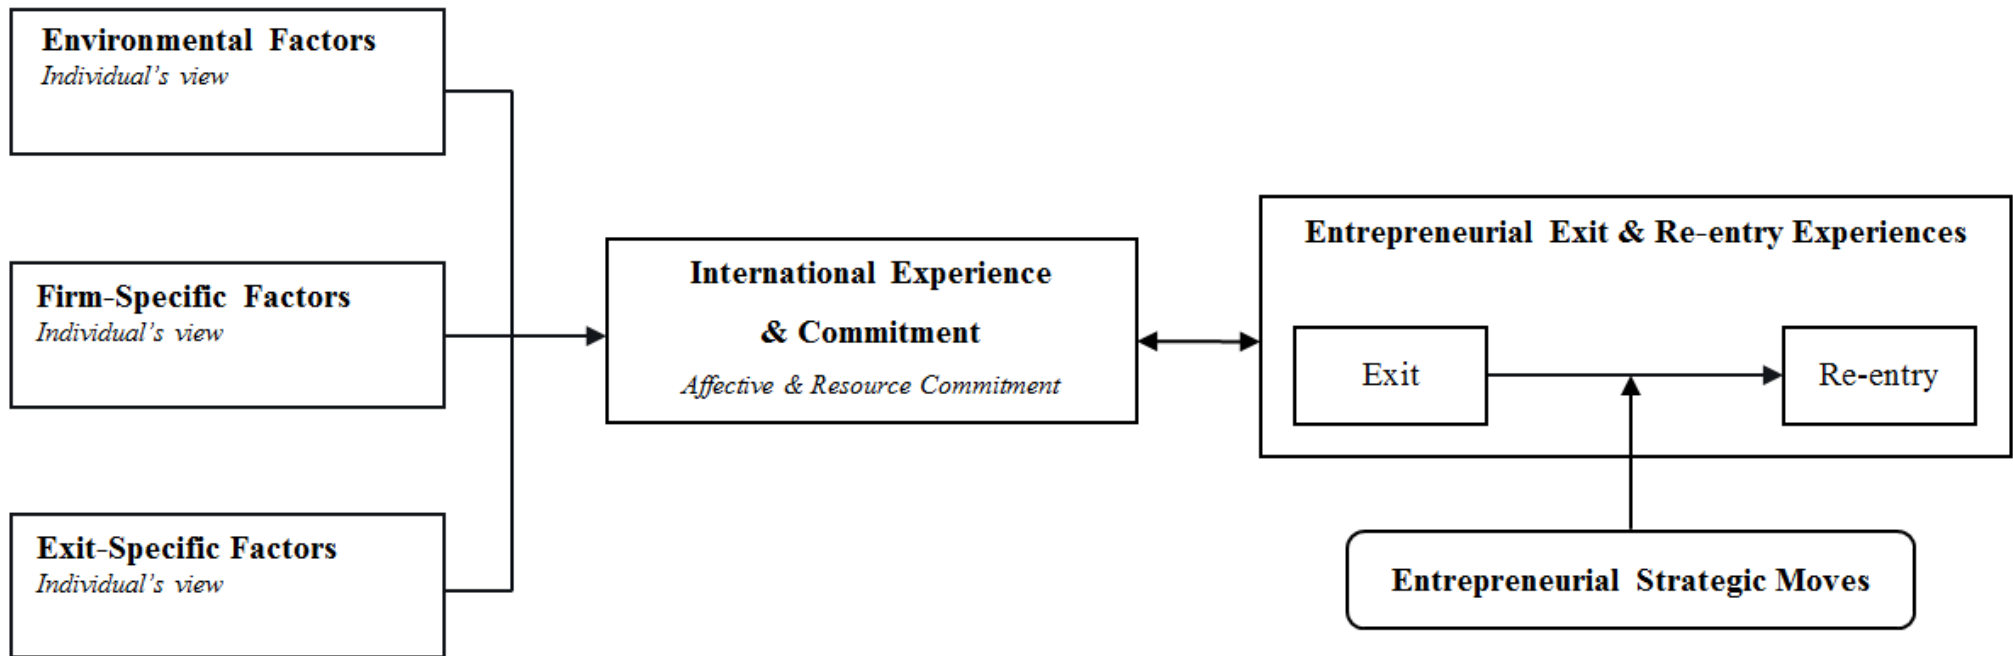 Environmental Factors
Individual's view
Firm-Specific Factors
Individual's view
Exit-Specific Factors
Individual's view
International Experience
& Commitment
Affective & Resource Commitment
Entrepreneurial Exit & Re-entry Experiences
Exit
Re-entry
Entrepreneurial Strategic Moves